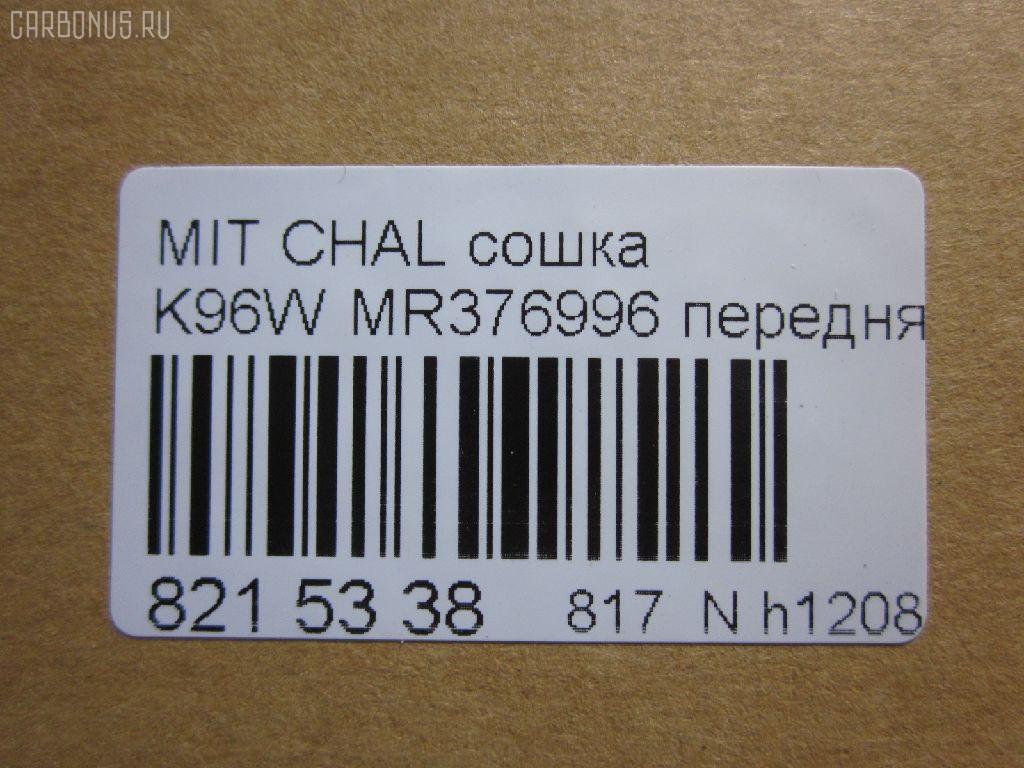 CARBONUS.RU
MIT CHAL сошка
K96W MR376996 передня
821 53 38 817 N h1208